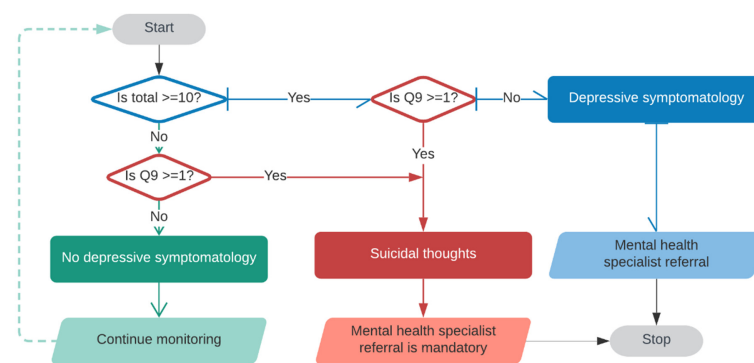 Start
Is total >=10?
Yes
Is Q9 >=1?
No
Depressive symptomatology
No
Yes
Is Q9 >=1?
Yes
No
No depressive symptomatology
Suicidal thoughts
Mental health
specialist referral
Continue monitoring
Mental health specialist
referral is mandatory
Stop